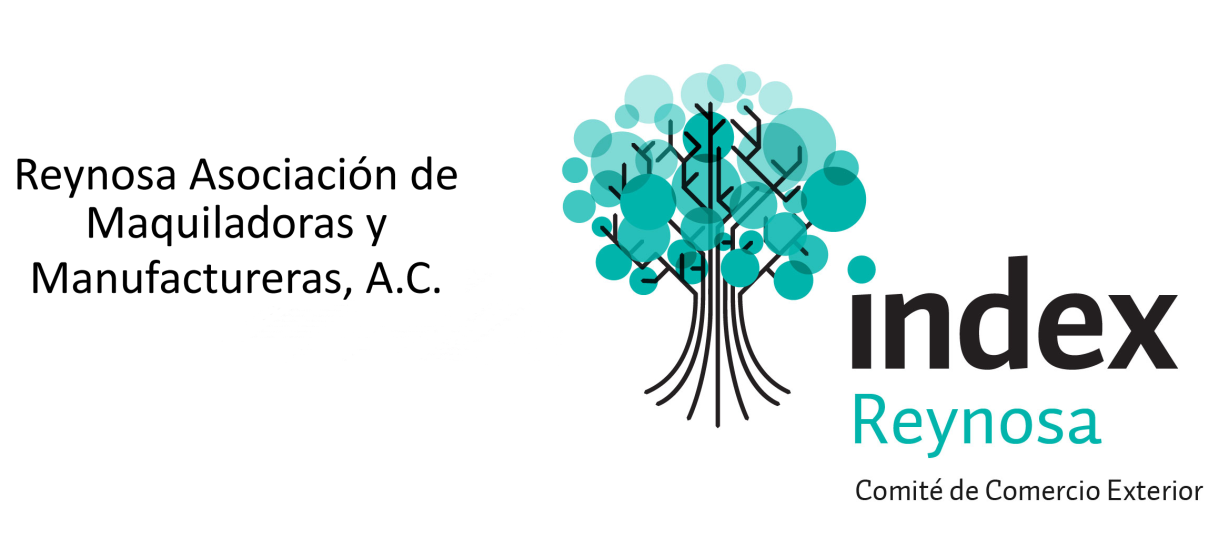 Reynosa Asociación de
Maquiladoras y
Manufactureras, A.C.
index
Reynosa
Comité de Comercio Exterior